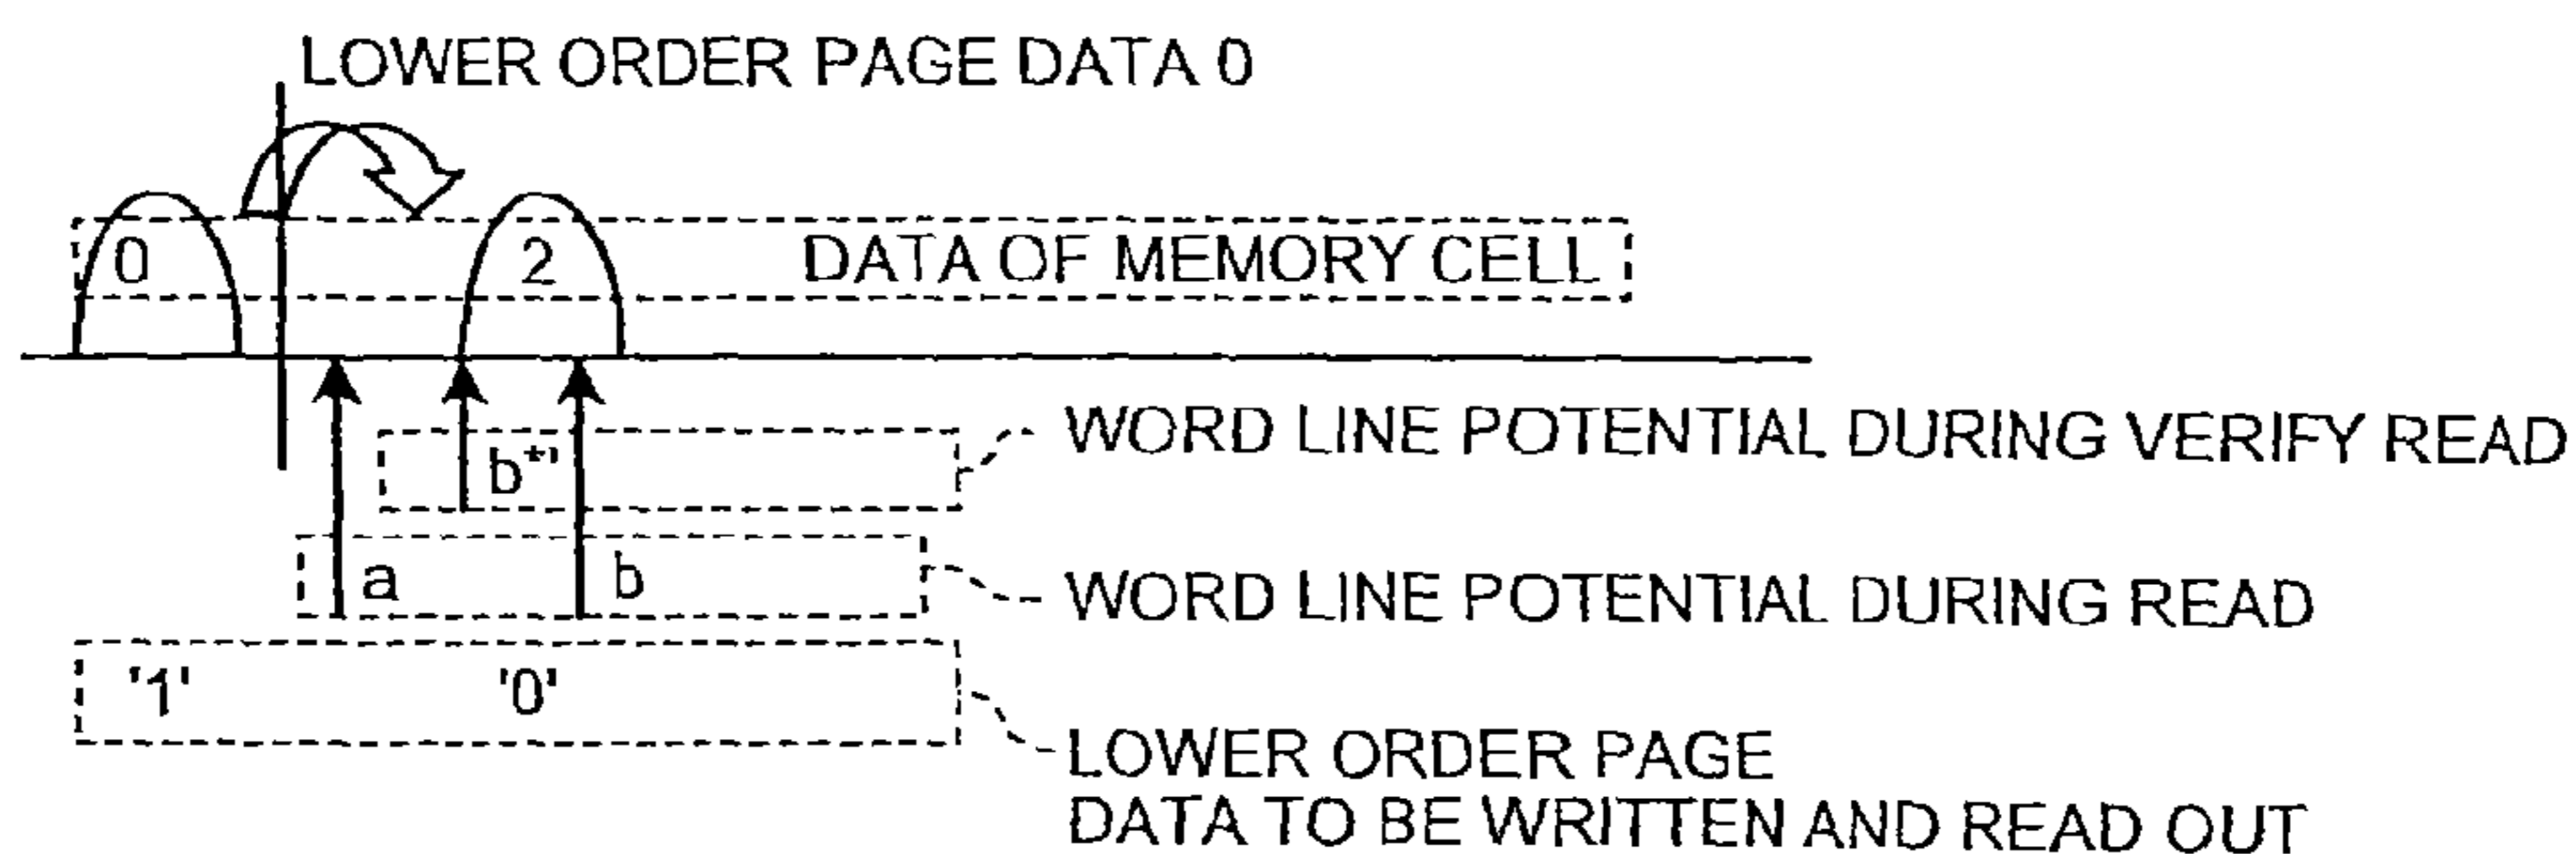 LOWER ORDER PAGE DATA 0
0 2 DATA OF MEMORY CELL
b*' WORD LINE POTENTIAL DURING VERIFY READ
a b WORD LINE POTENTIAL DURING READ
'1' '0'
LOWER ORDER PAGE
DATA TO BE WRITTEN AND READ OUT